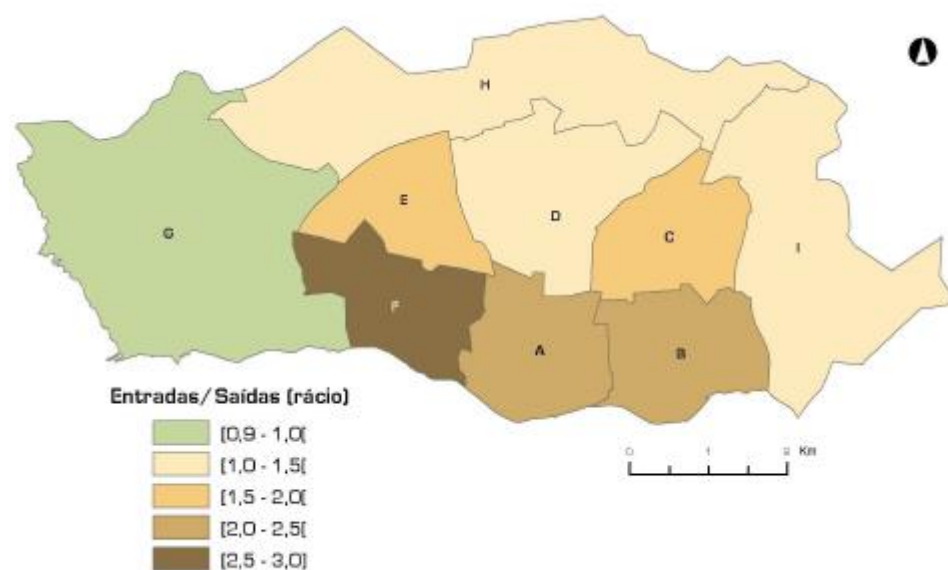 H
E
D
G
C
I
F
A
B
Entradas/Saídas (rácio)
[0,9 - 1,0[
[1,0 - 1,5[
[1,5 - 2,0[
[2,0 - 2,5[
[2,5 - 3,0]
0 1 2 Km